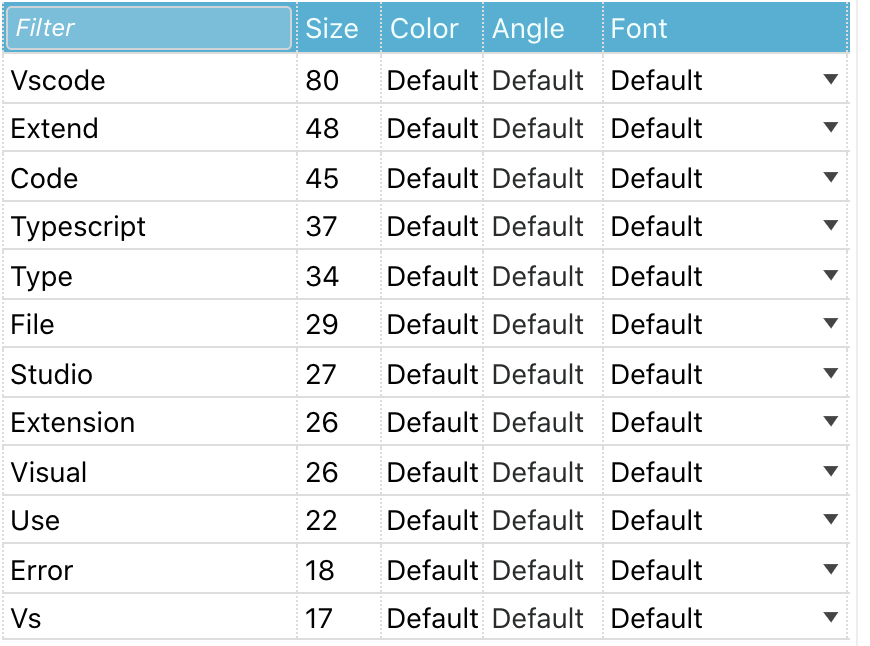 Filter Size Color Angle Font
Vscode 80 Default Default Default
Extend 48 Default Default Default
Code 45 Default Default Default
Typescript 37 Default Default Default
Type 34 Default Default Default
File 29 Default Default Default
Studio 27 Default Default Default
Extension 26 Default Default Default
Visual 26 Default Default Default
Use 22 Default Default Default
Error 18 Default Default Default
Vs 17 Default Default Default